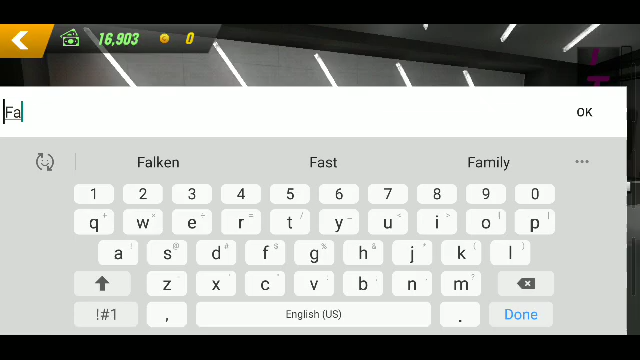 16,903 0
Fa OK
Falken Fast Family •••
1 2 3 4 5 6 7 8 9 0
q w e r t y u i o p
a s d f g h j k l
z x c v b n m
!#1 , English (US) . Done